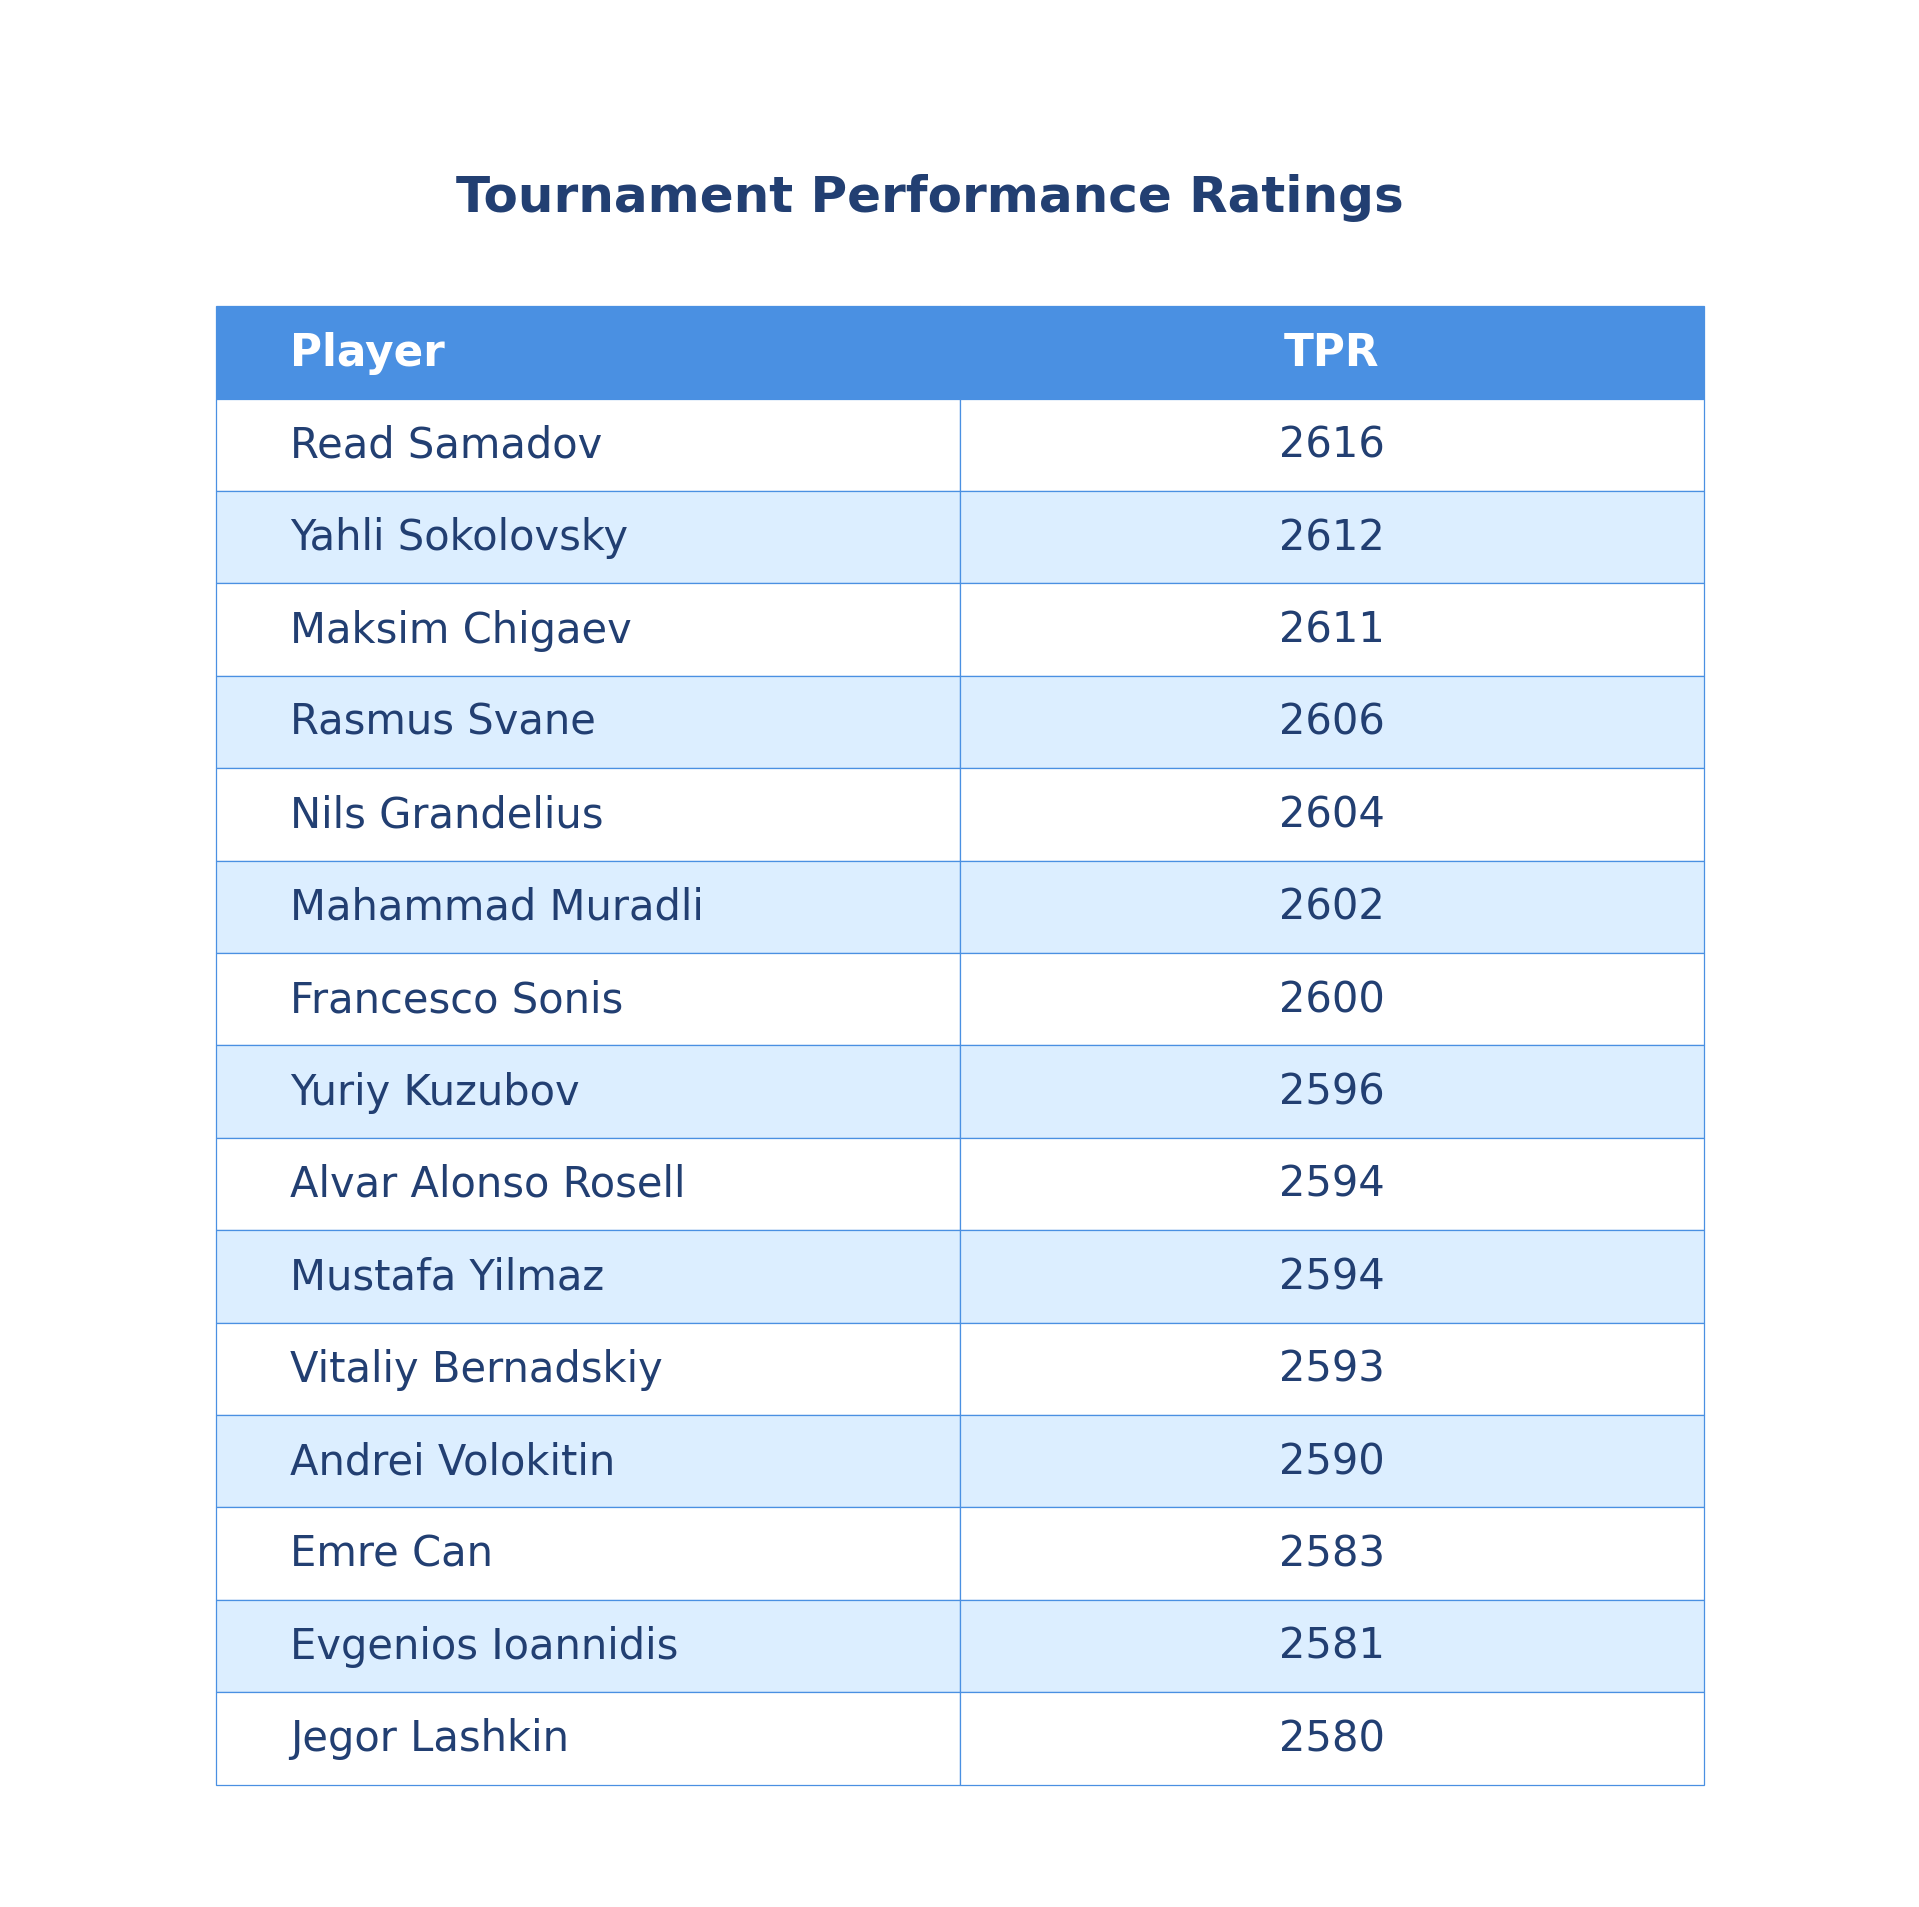 Tournament Performance Ratings
Player TPR
Read Samadov 2616
Yahli Sokolovsky 2612
Maksim Chigaev 2611
Rasmus Svane 2606
Nils Grandelius 2604
Mahammad Muradli 2602
Francesco Sonis 2600
Yuriy Kuzubov 2596
Alvar Alonso Rosell 2594
Mustafa Yilmaz 2594
Vitaliy Bernadskiy 2593
Andrei Volokitin 2590
Emre Can 2583
Evgenios Ioannidis 2581
Jegor Lashkin 2580